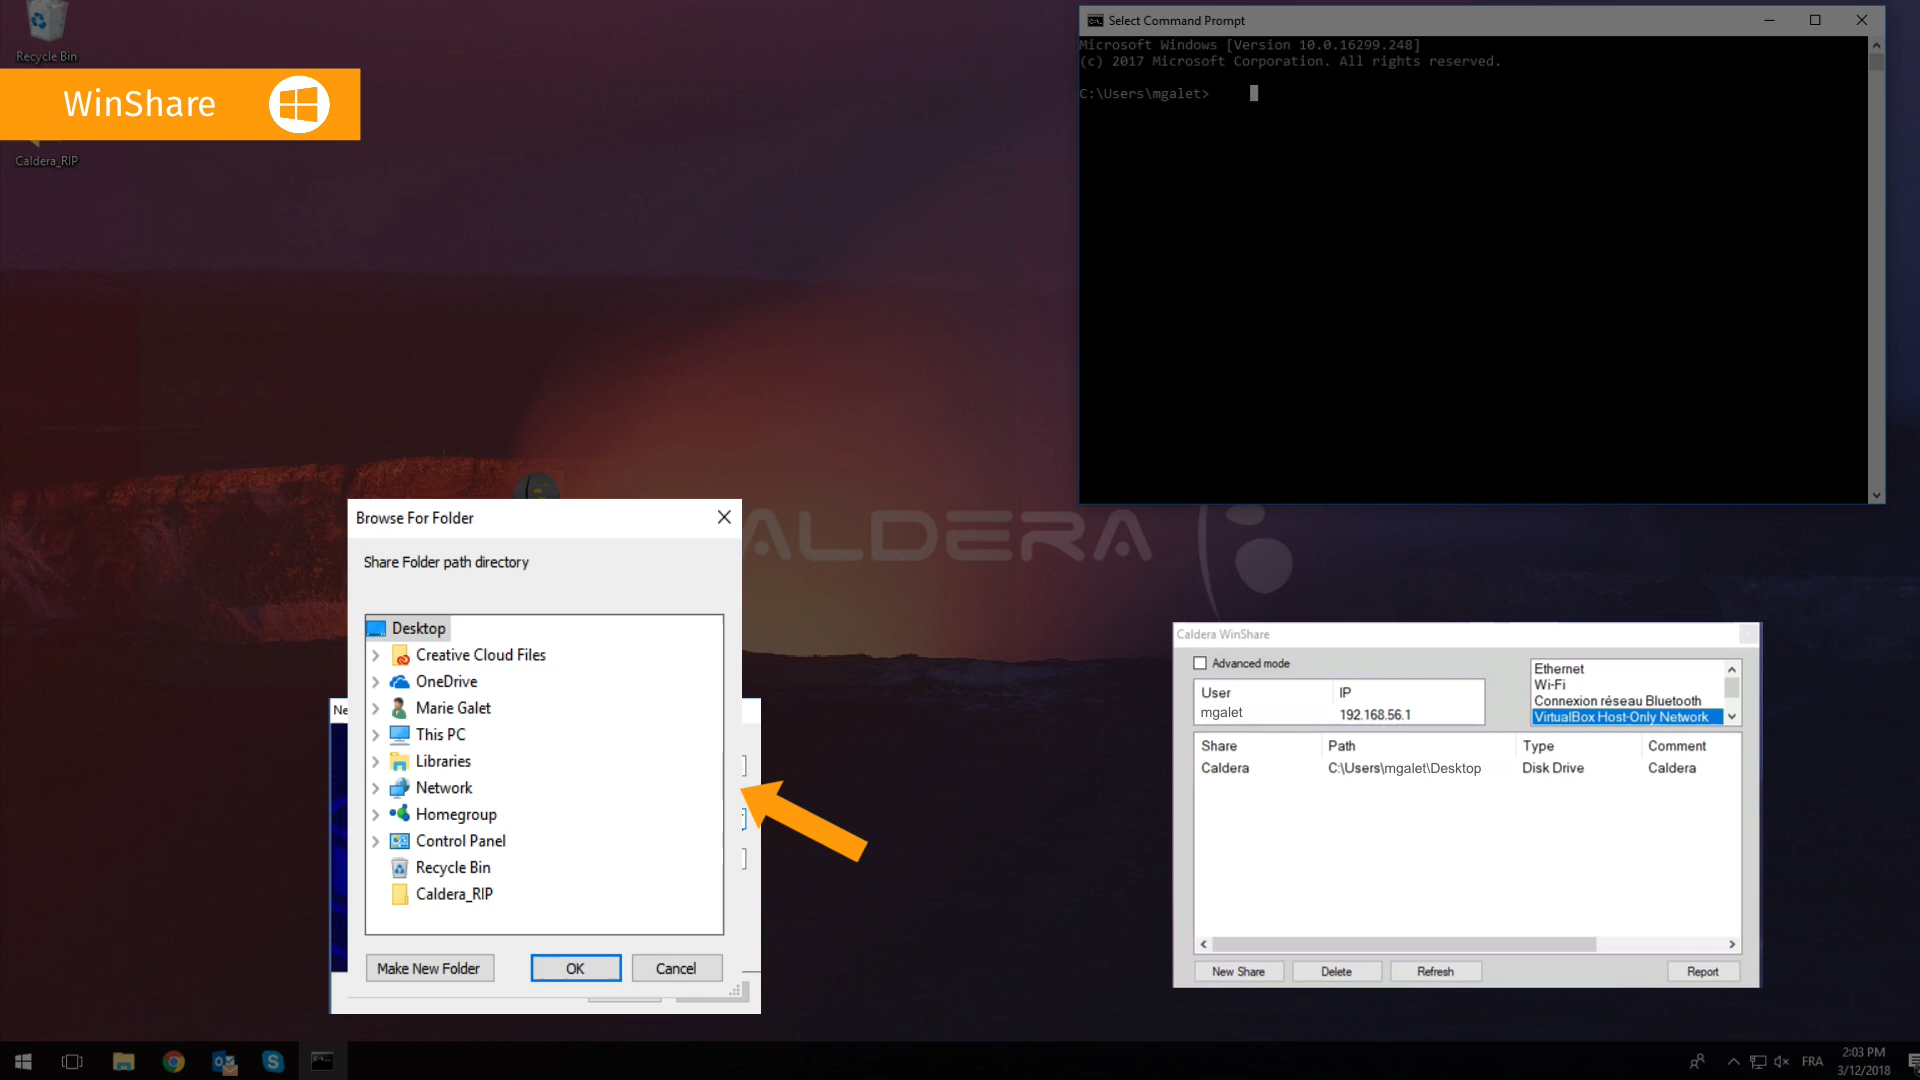 Recycle Bin
WinShare
Caldera_RIP
Select Command Prompt
Microsoft Windows [Version 10.0.16299.248]
(c) 2017 Microsoft Corporation. All rights reserved.
C:\Users\mgalet>
ALDERA
Browse For Folder
Share Folder path directory
Desktop
Creative Cloud Files
OneDrive
Marie Galet
This PC
Libraries
Network
Homegroup
Control Panel
Recycle Bin
Caldera_RIP
Make New Folder OK Cancel
Ne
Caldera WinShare
Advanced mode
User IP
mgalet 192.168.56.1
Ethernet
Wi-Fi
Connexion réseau Bluetooth
VirtualBox Host-Only Network
Share Path Type Comment
Caldera C:\Users\mgalet\Desktop Disk Drive Caldera
New Share Delete Refresh Report
FRA
2:03 PM
3/12/2018